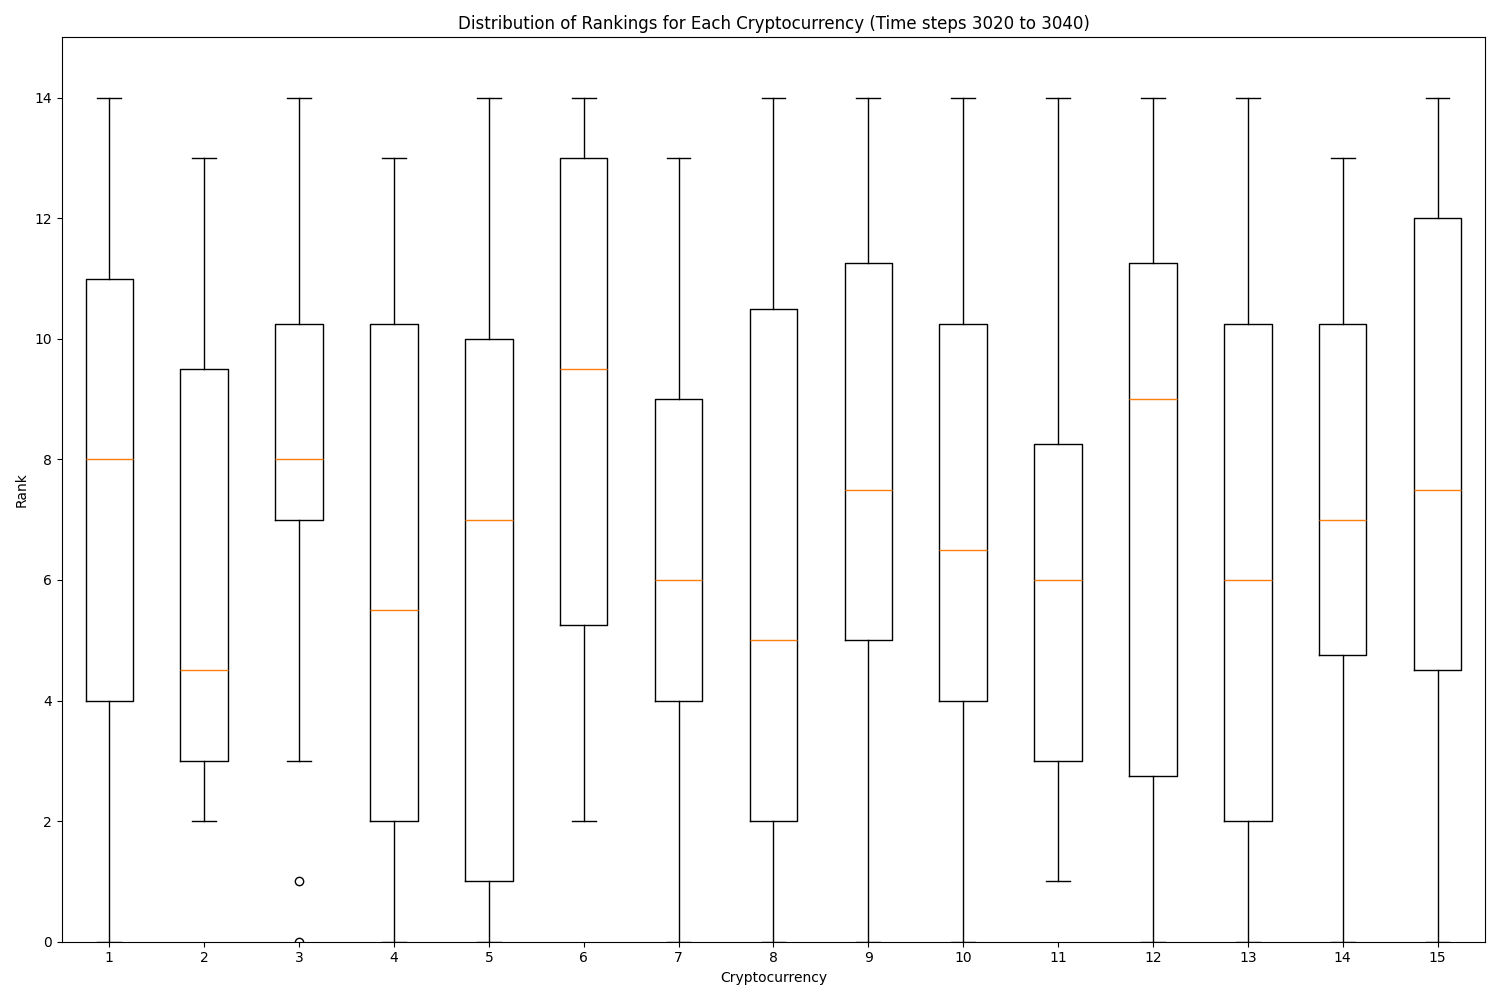 Distribution of Rankings for Each Cryptocurrency (Time steps 3020 to 3040)
14
12
10
8
6
4
2
0
Rank
1 2 3 4 5 6 7 8 9 10 11 12 13 14 15
Cryptocurrency